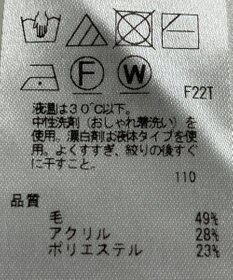 F W
F22T
液温は30℃以下。
中性洗剤(おしゃれ着洗い)を
使用。漂白剤は液体タイプを使
用。よくすすぎ、絞りの後すぐ
に干すこと。
110
品質
毛 49%
アクリル 28%
ポリエステル 23%